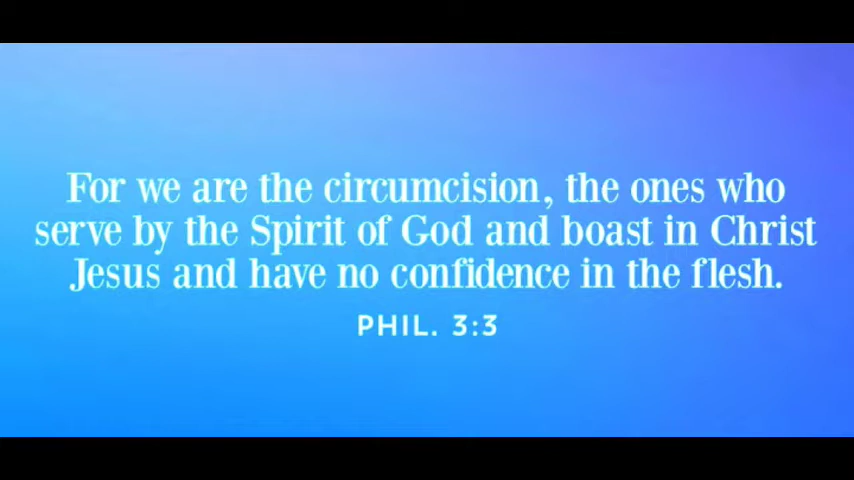 For we are the circumcision, the ones who
serve by the Spirit of God and boast in Christ
Jesus and have no confidence in the flesh.
PHIL. 3:3